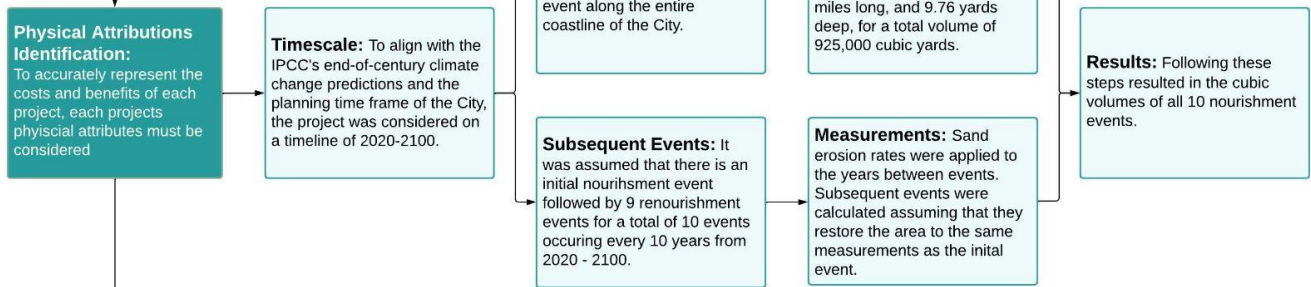 Physical Attributions
Identification:
To accurately represent the
costs and benefits of each
project, each projects
phyiscial attributes must be
considered
Timescale: To align with the
IPCC's end-of-century climate
change predictions and the
planning time frame of the City,
the project was considered on
a timeline of 2020-2100.
event along the entire
coastline of the City.
miles long, and 9.76 yards
deep, for a total volume of
925,000 cubic yards.
Subsequent Events: It
was assumed that there is an
initial nourihsment event
followed by 9 renourishment
events for a total of 10 events
occuring every 10 years from
2020 - 2100.
Measurements: Sand
erosion rates were applied to
the years between events.
Subsequent events were
calculated assuming that they
restore the area to the same
measurements as the inital
event.
Results: Following these
steps resulted in the cubic
volumes of all 10 nourishment
events.